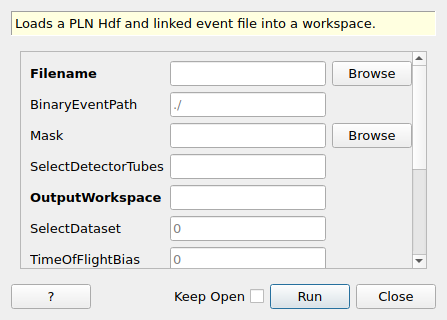 Loads a PLN Hdf and linked event file into a workspace.
Filename Browse
BinaryEventPath ./
Mask Browse
SelectDetectorTubes
OutputWorkspace
SelectDataset 0
TimeOfFlightBias 0
? Keep Open Run Close